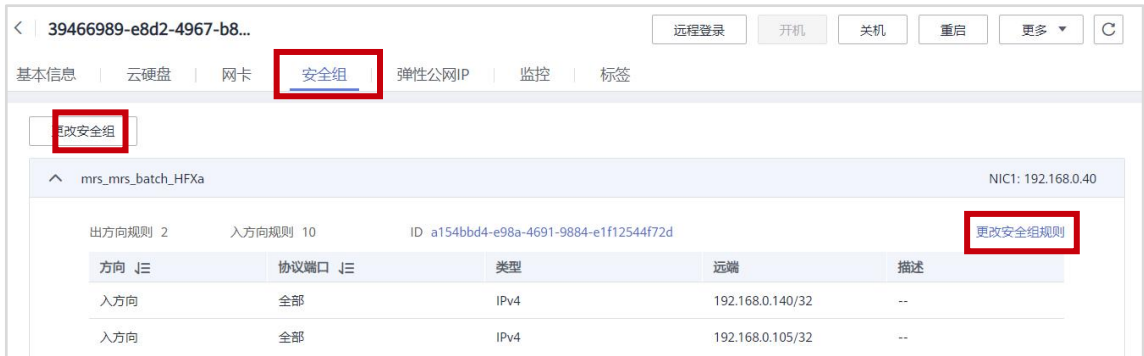 39466989-e8d2-4967-b8... 远程登录 开机 关机 重启 更多
基本信息 云硬盘 网卡 安全组 弹性公网IP 监控 标签
更改安全组
mrs_mrs_batch_HFXa NIC1: 192.168.0.40
出方向规则 2 入方向规则 10 ID a154bbd4-e98a-4691-9884-e1f12544f72d 更改安全组规则
方向 协议端口 类型 远端 描述
入方向 全部 IPv4 192.168.0.140/32 --
入方向 全部 IPv4 192.168.0.105/32 --